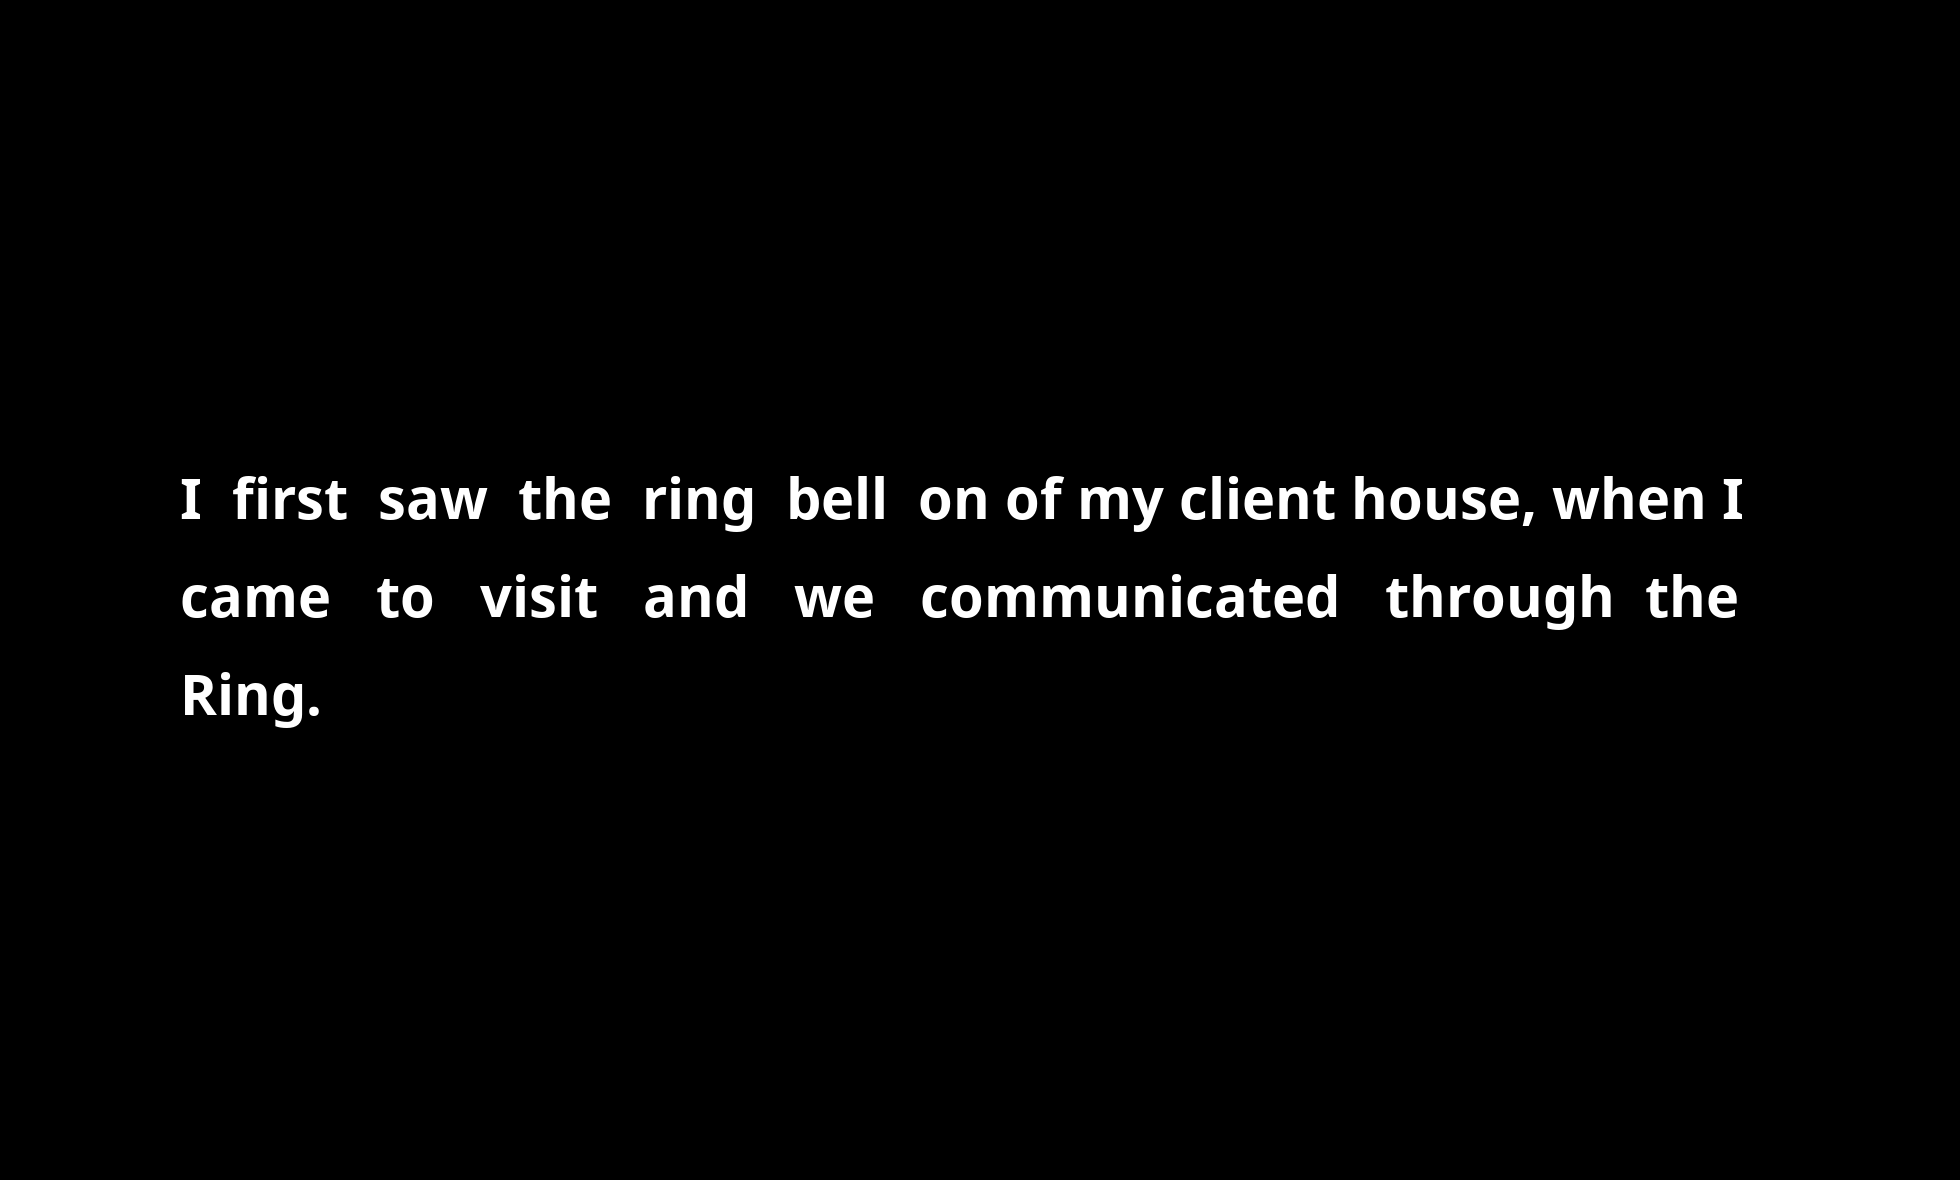 I first saw the ring bell on of my client house, when I
came to visit and we communicated through the
Ring.